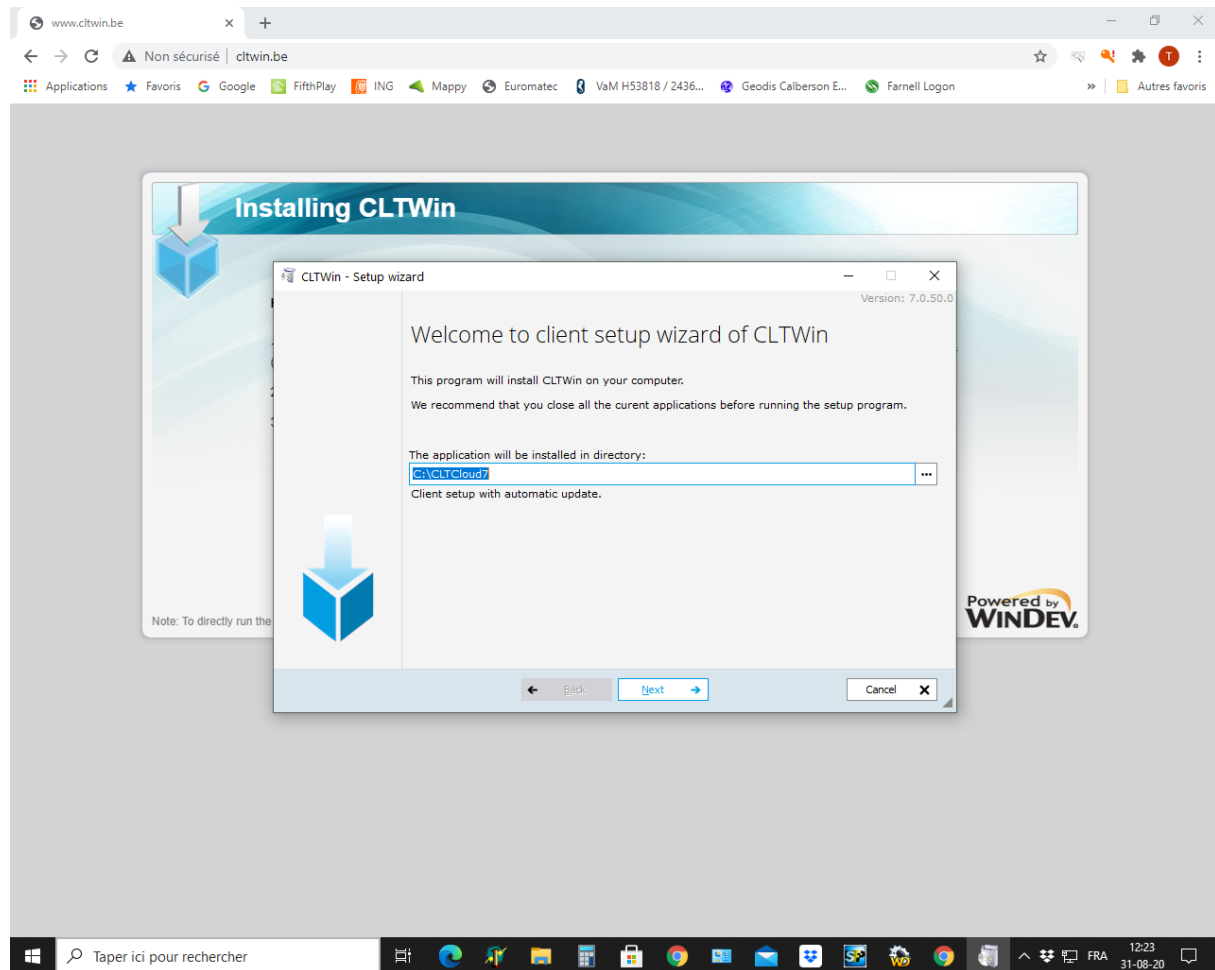 www.cltwin.be
Non sécurisé | cltwin.be
Applications Favoris Google FifthPlay ING Mappy Euromatec VaM H53818 / 2436... Geodis Calberson E... Farnell Logon » Autres favoris
Installing CLTWin
CLTWin - Setup wizard
Version: 7.0.50.0
Welcome to client setup wizard of CLTWin
This program will install CLTWin on your computer.
We recommend that you close all the curent applications before running the setup program.
The application will be installed in directory:
C:\CLTCloud7
...
Client setup with automatic update.
Powered by
WINDEV.
Note: To directly run the
Back Next Cancel
Taper ici pour rechercher
FRA
12:23
31-08-20